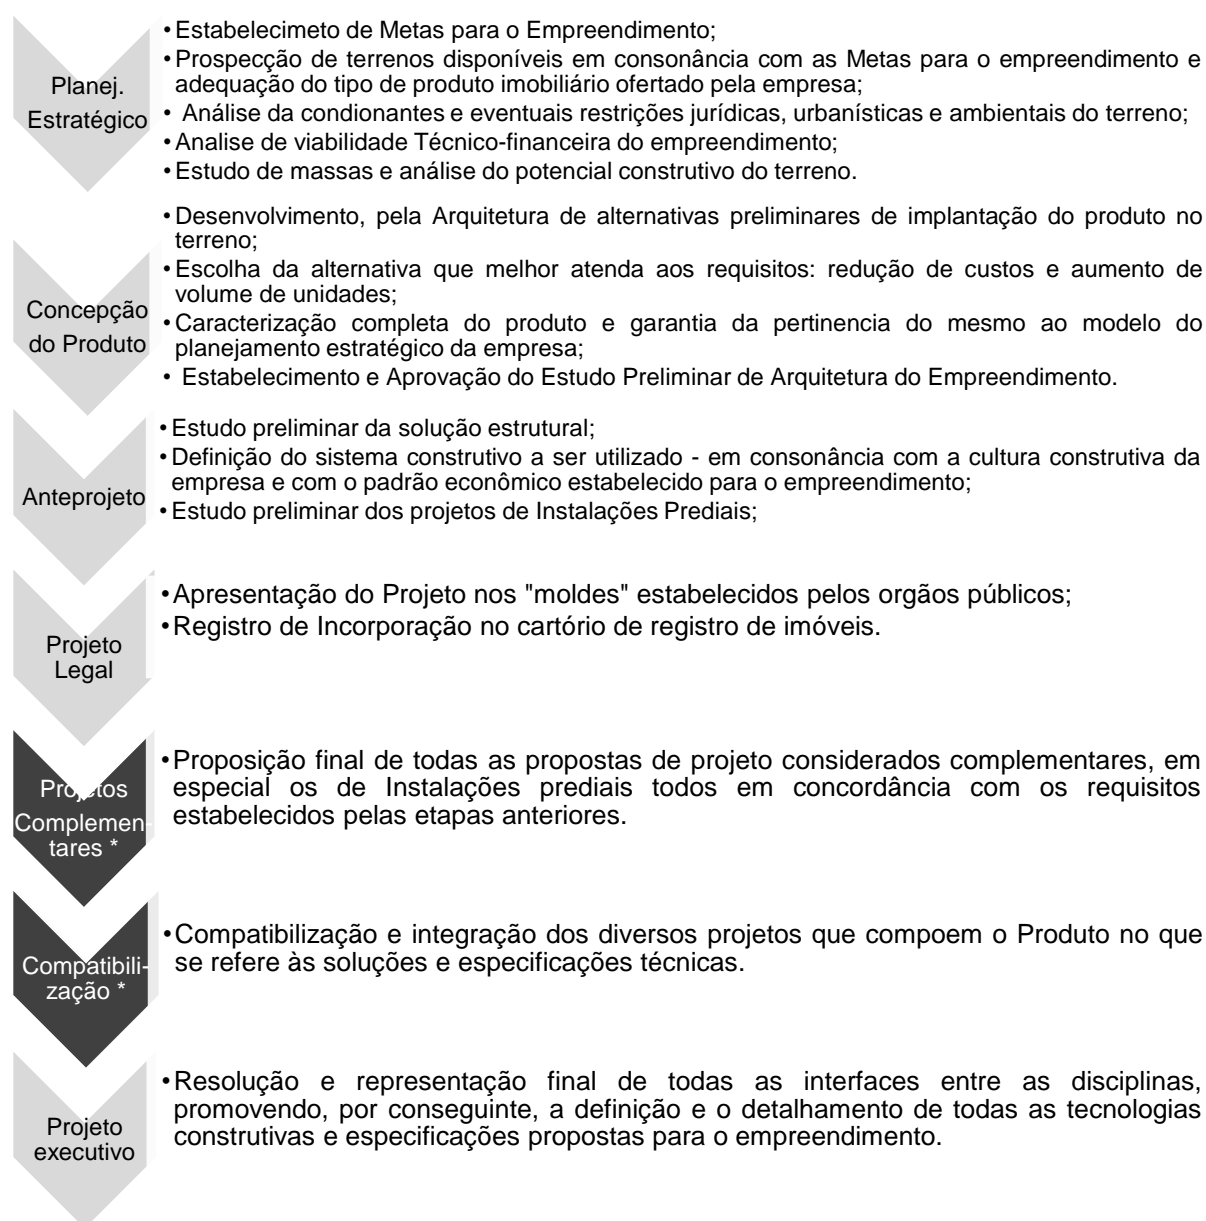 Planej.
Estratégico
•Estabelecimeto de Metas para o Empreendimento;
•Prospecção de terrenos disponíveis em consonância com as Metas para o empreendimento e
adequação do tipo de produto imobiliário ofertado pela empresa;
• Análise da condionantes e eventuais restrições jurídicas, urbanísticas e ambientais do terreno;
•Analise de viabilidade Técnico-financeira do empreendimento;
•Estudo de massas e análise do potencial construtivo do terreno.
Concepção
do Produto
•Desenvolvimento, pela Arquitetura de alternativas preliminares de implantação do produto no
terreno;
•Escolha da alternativa que melhor atenda aos requisitos: redução de custos e aumento de
volume de unidades;
•Caracterização completa do produto e garantia da pertinencia do mesmo ao modelo do
planejamento estratégico da empresa;
• Estabelecimento e Aprovação do Estudo Preliminar de Arquitetura do Empreendimento.
Anteprojeto
•Estudo preliminar da solução estrutural;
•Definição do sistema construtivo a ser utilizado - em consonância com a cultura construtiva da
empresa e com o padrão econômico estabelecido para o empreendimento;
•Estudo preliminar dos projetos de Instalações Prediais;
Projeto
Legal
•Apresentação do Projeto nos "moldes" estabelecidos pelos orgãos públicos;
•Registro de Incorporação no cartório de registro de imóveis.
Projetos
Complemen-
tares *
•Proposição final de todas as propostas de projeto considerados complementares, em
especial os de Instalações prediais todos em concordância com os requisitos
estabelecidos pelas etapas anteriores.
Compatibili-
zação *
•Compatibilização e integração dos diversos projetos que compoem o Produto no que
se refere às soluções e especificações técnicas.
Projeto
executivo
•Resolução e representação final de todas as interfaces entre as disciplinas,
promovendo, por conseguinte, a definição e o detalhamento de todas as tecnologias
construtivas e especificações propostas para o empreendimento.